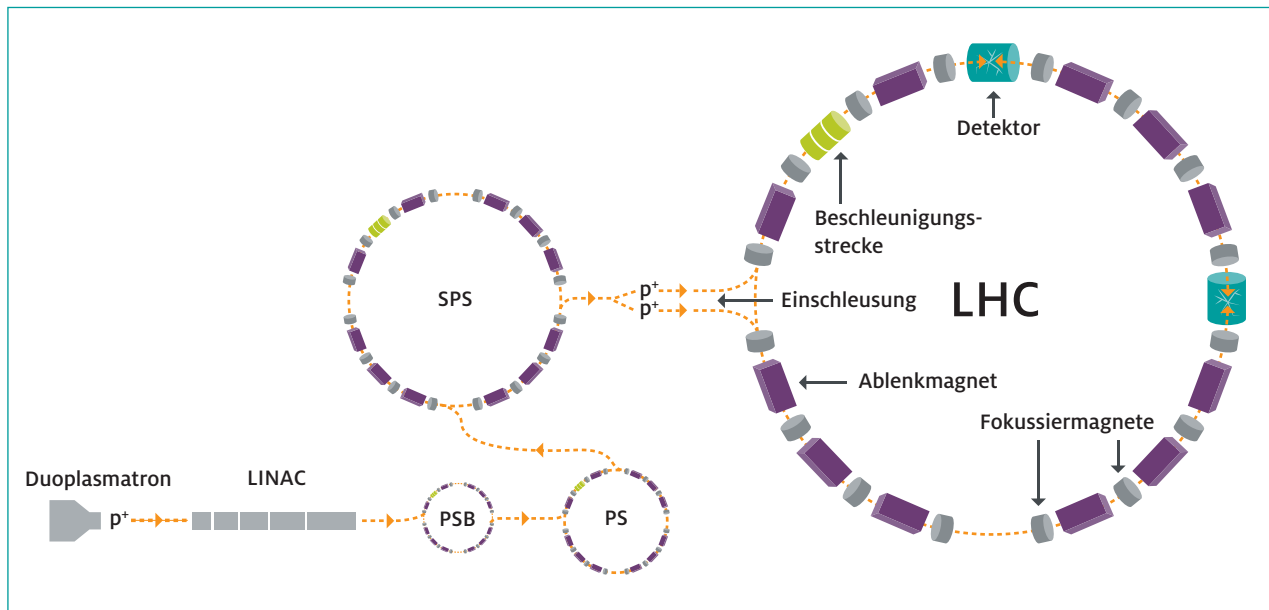 Detektor
Beschleunigungs-
strecke
SPS
p⁺
p⁺
Einschleusung
LHC
Ablenkmagnet
Fokussiermagnete
Duoplasmatron
LINAC
p⁺
PSB
PS